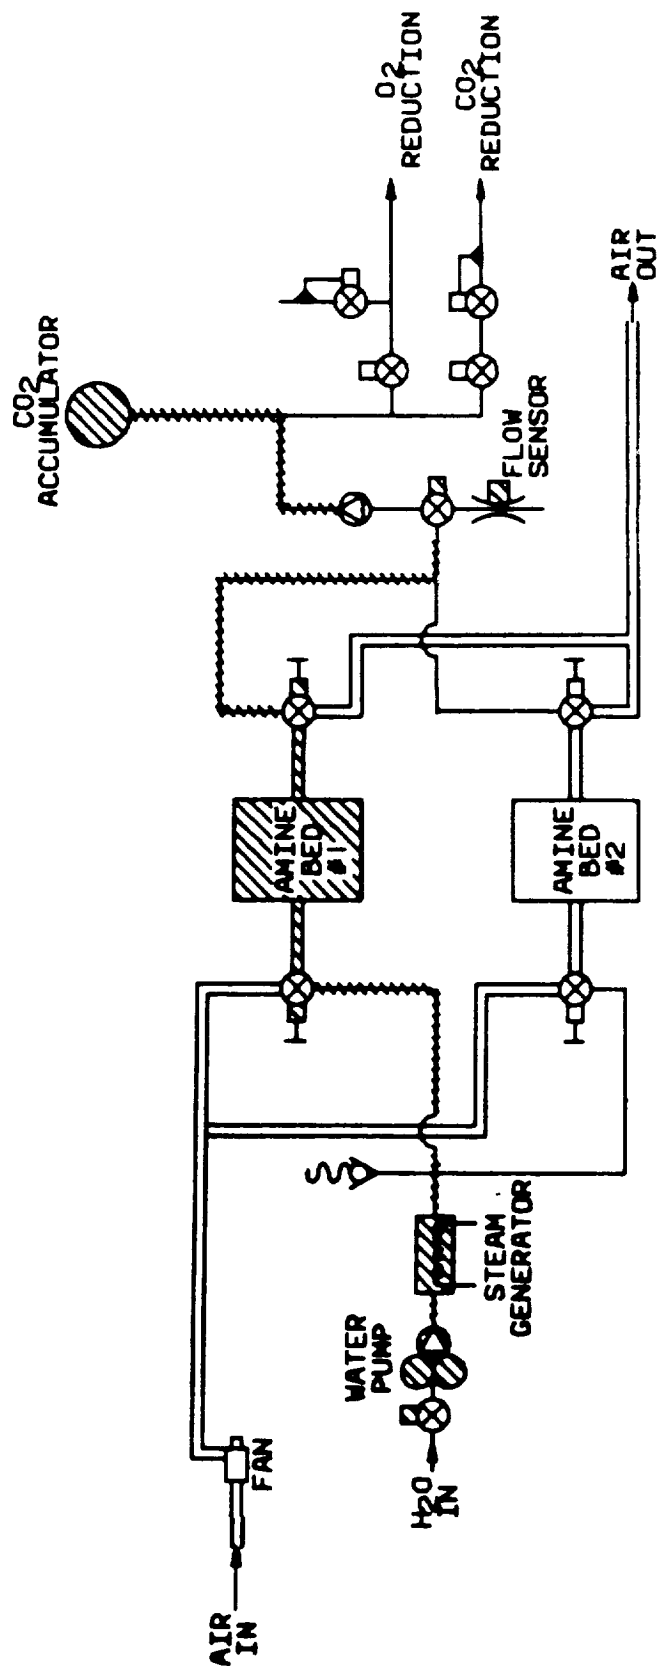 CO2
ACCUMULATOR
O2
REDUCTION
CO2
REDUCTION
FLOW
SENSOR
AIR
OUT
AMINE
BED
#1
AMINE
BED
#2
STEAM
GENERATOR
WATER
PUMP
H2O
IN
FAN
AIR
IN